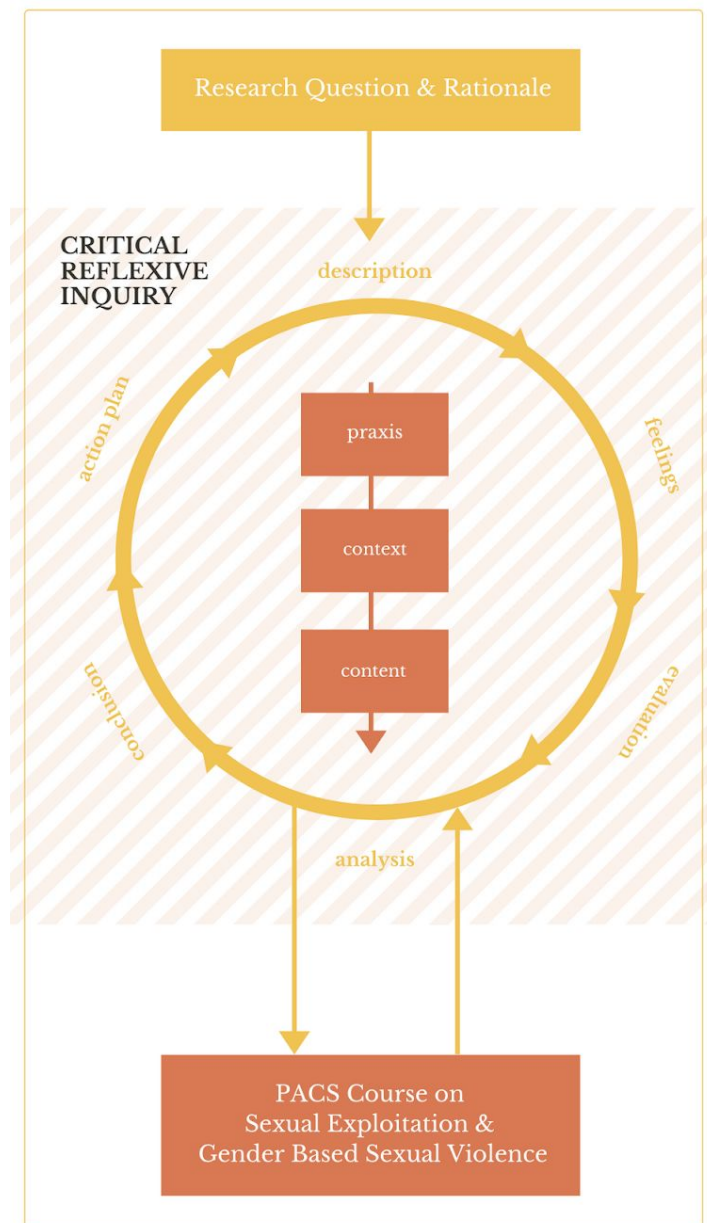 Research Question & Rationale
CRITICAL
REFLEXIVE
INQUIRY
description
action plan
feelings
praxis
context
content
conclusion
evaluation
analysis
PACS Course on
Sexual Exploitation &
Gender Based Sexual Violence